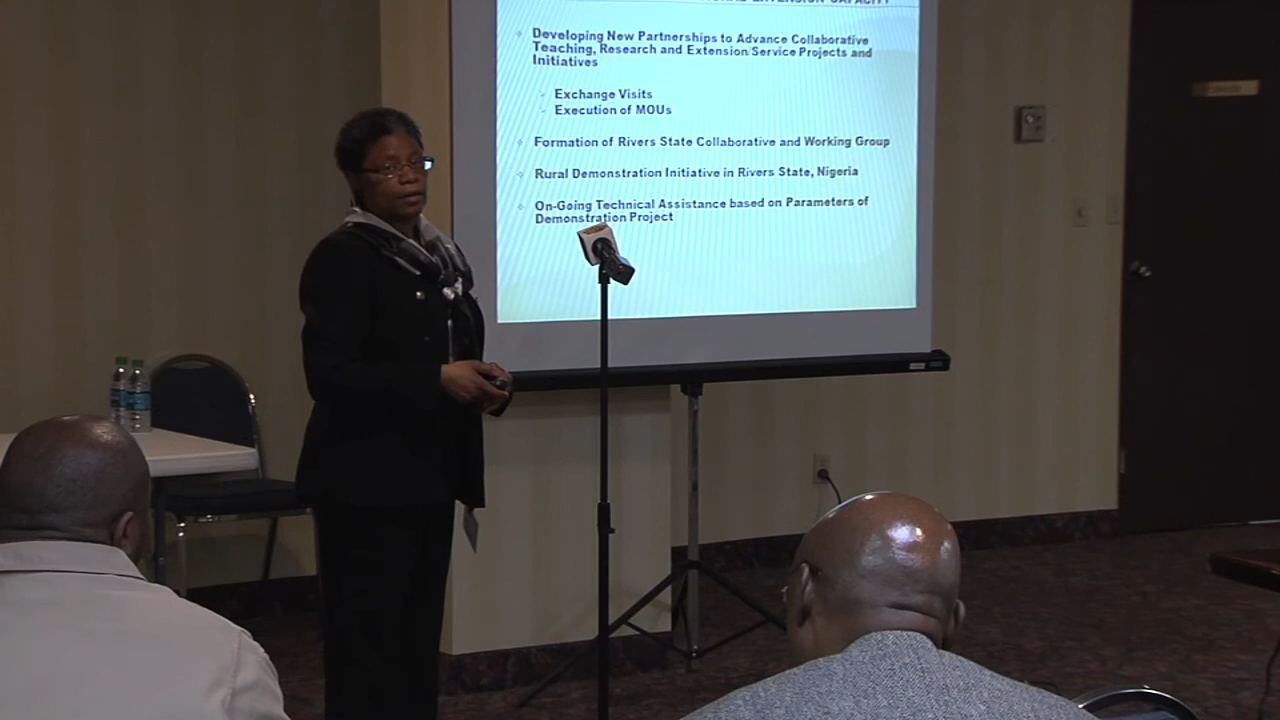 EXTENSION CAPACITY
Developing New Partnerships to Advance Collaborative
Teaching, Research and Extension/Service Projects and
Initiatives
- Exchange Visits
- Execution of MOUs
Formation of Rivers State Collaborative and Working Group
Rural Demonstration Initiative in Rivers State, Nigeria
On-Going Technical Assistance based on Parameters of
Demonstration Project